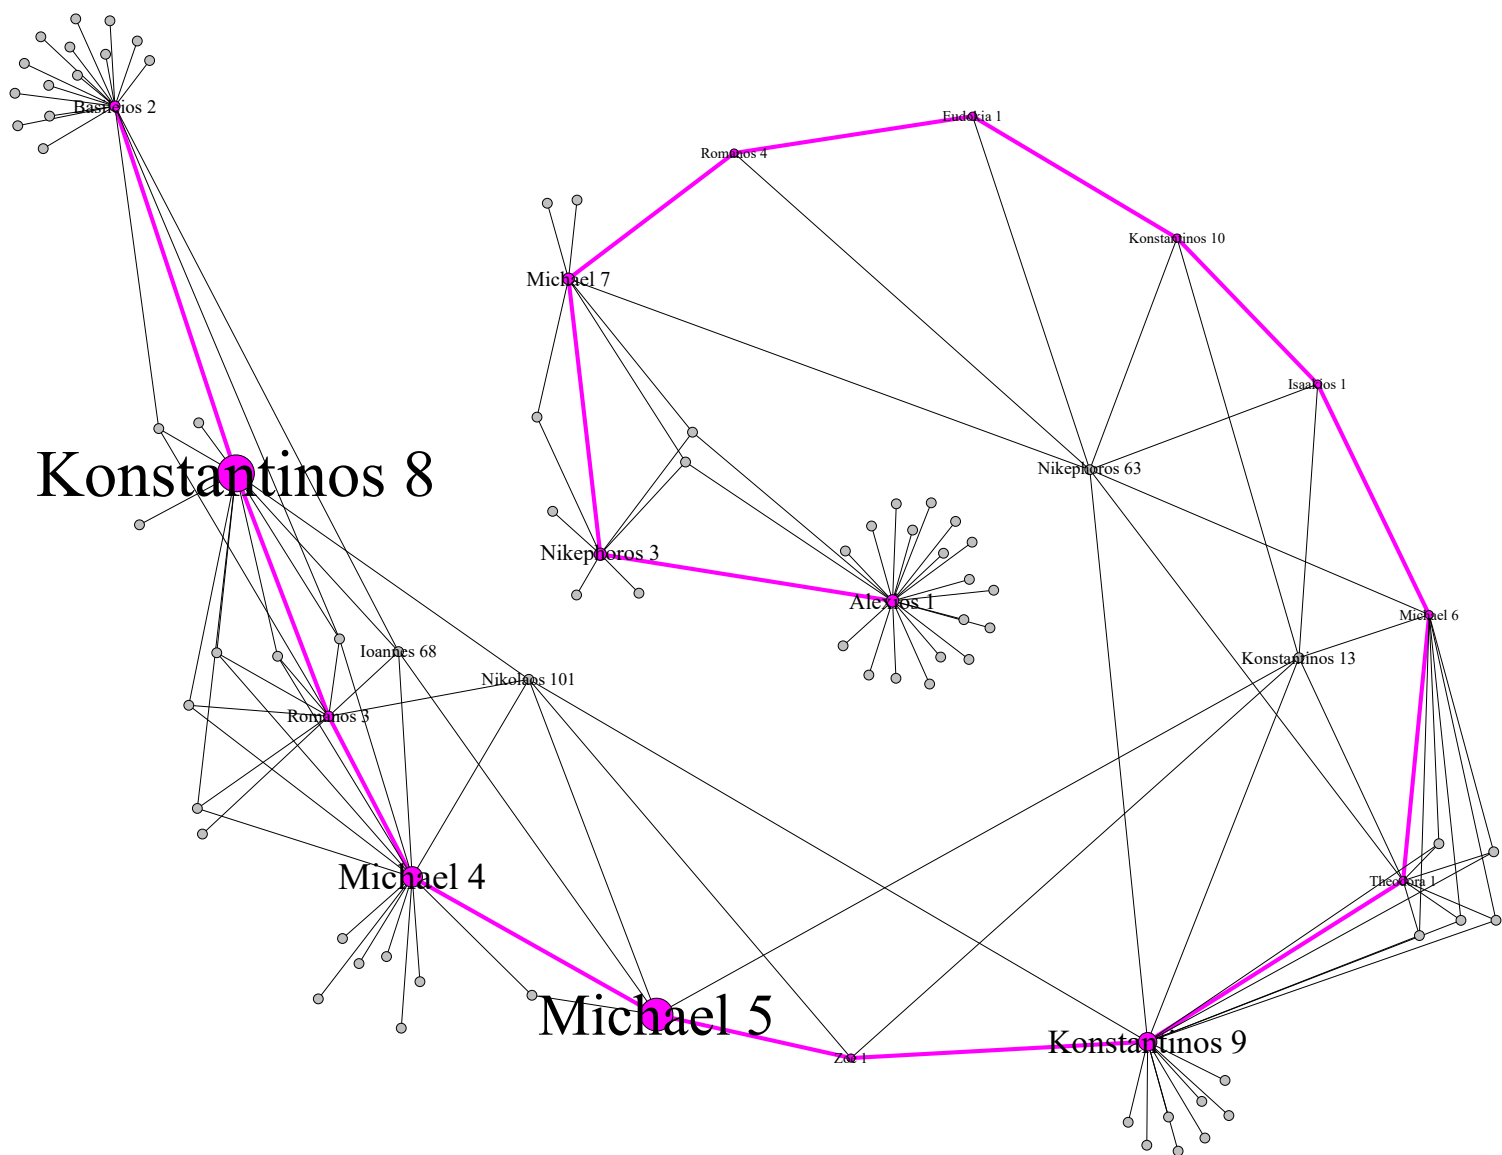 Basileios 2
Eudokia 1
Romanos 4
Konstantinos 10
Michael 7
Isaakios 1
Konstantinos 8
Nikephoros 63
Nikephoros 3
Alexios 1
Michael 6
Ioannes 68
Konstantinos 13
Nikolaos 101
Romanos 3
Michael 4
Theodora 1
Michael 5
Konstantinos 9
Zoe 1